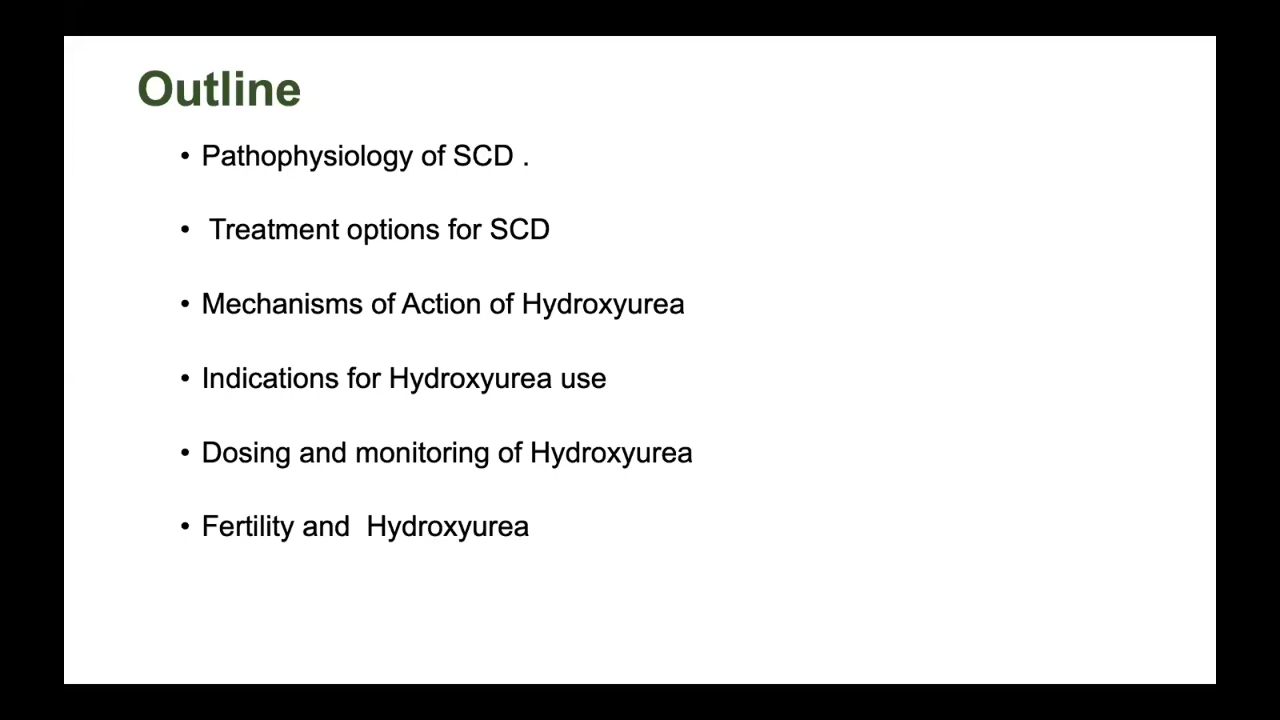 Outline
• Pathophysiology of SCD .
• Treatment options for SCD
• Mechanisms of Action of Hydroxyurea
• Indications for Hydroxyurea use
• Dosing and monitoring of Hydroxyurea
• Fertility and  Hydroxyurea